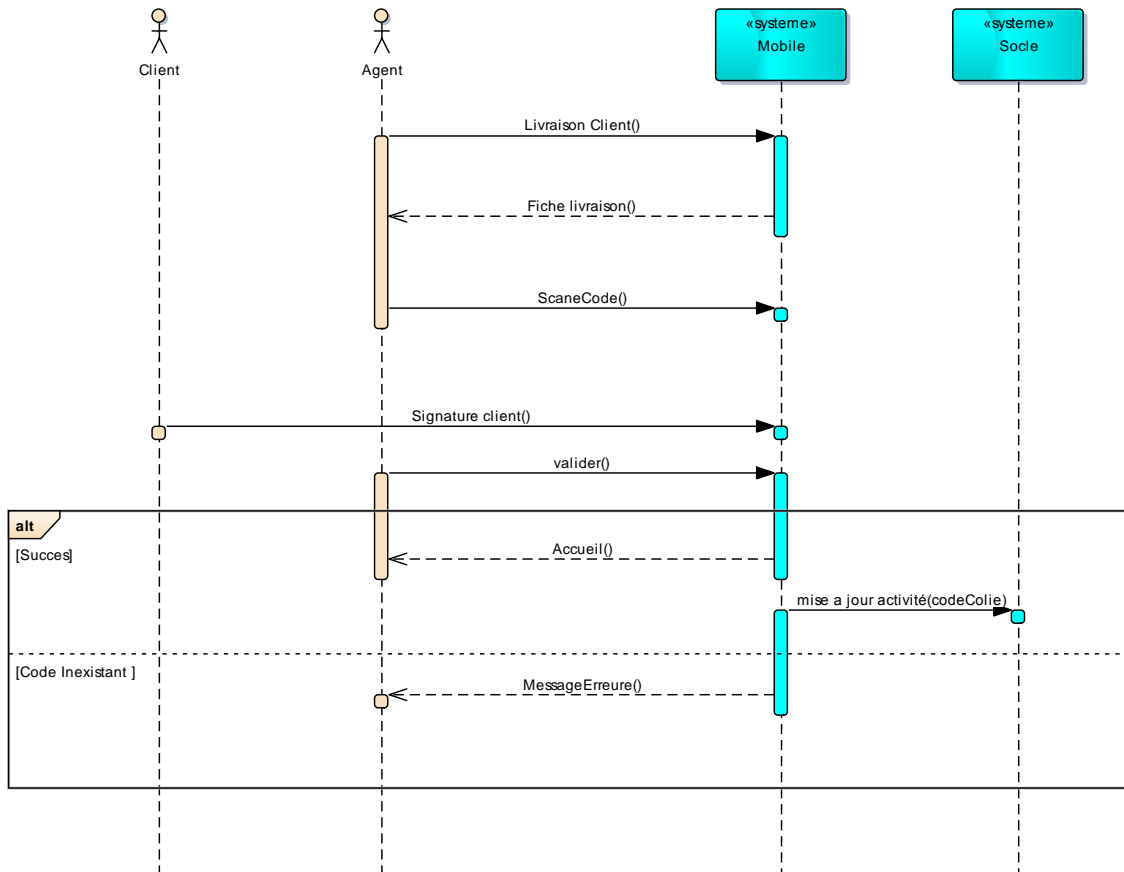 «systeme»
Mobile
«systeme»
Socle
Client
Agent
Livraison Client()
Fiche livraison()
ScaneCode()
Signature client()
valider()
alt
[Succes]
Accueil()
mise a jour activité(codeColie)
[Code Inexistant ]
MessageErreure()